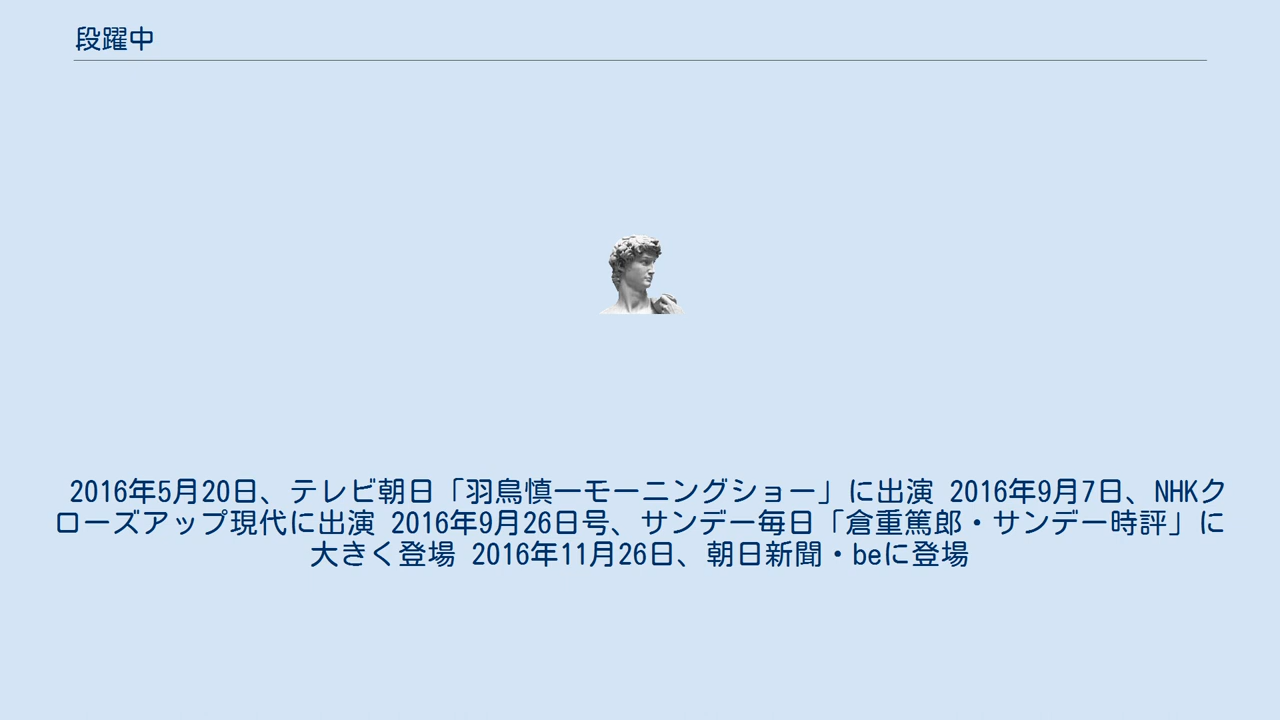 段躍中
2016年5月20日、テレビ朝日「羽鳥慎一モーニングショー」に出演 2016年9月7日、NHKク
ローズアップ現代に出演 2016年9月26日号、サンデー毎日「倉重篤郎・サンデー時評」に
大きく登場 2016年11月26日、朝日新聞・beに登場